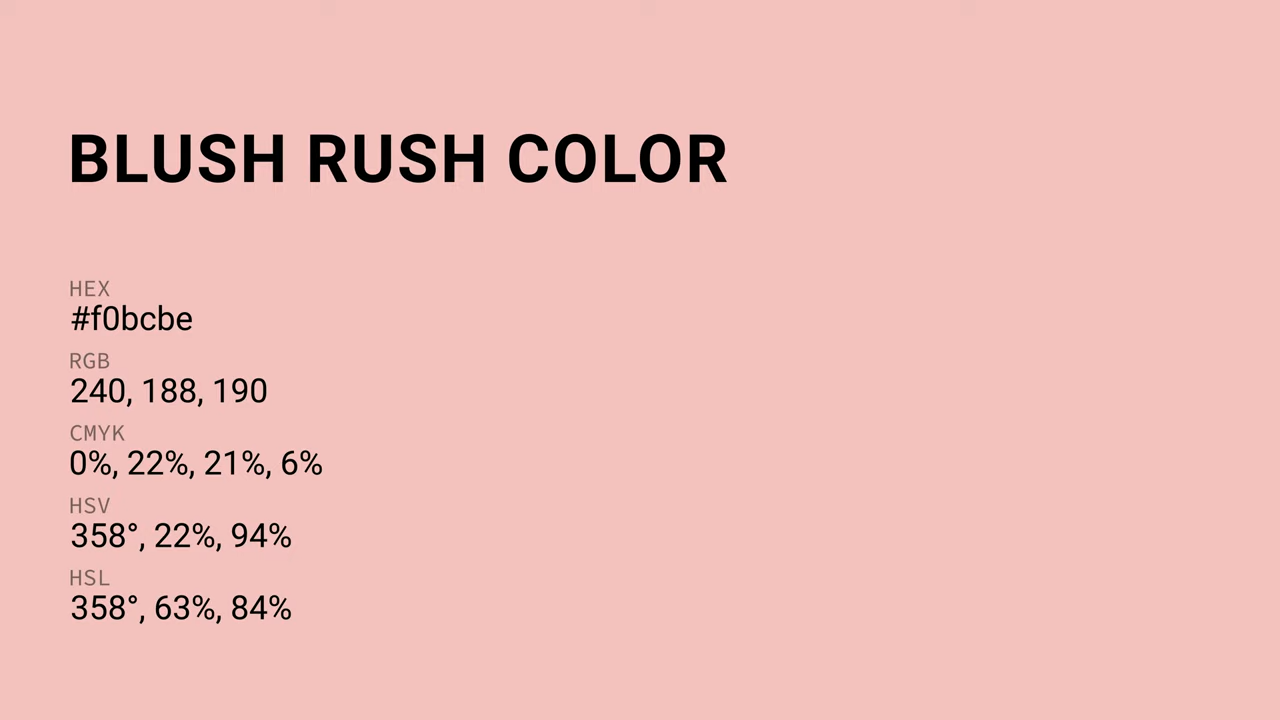 BLUSH RUSH COLOR
HEX
#f0bcbe
RGB
240, 188, 190
CMYK
0%, 22%, 21%, 6%
HSV
358°, 22%, 94%
HSL
358°, 63%, 84%